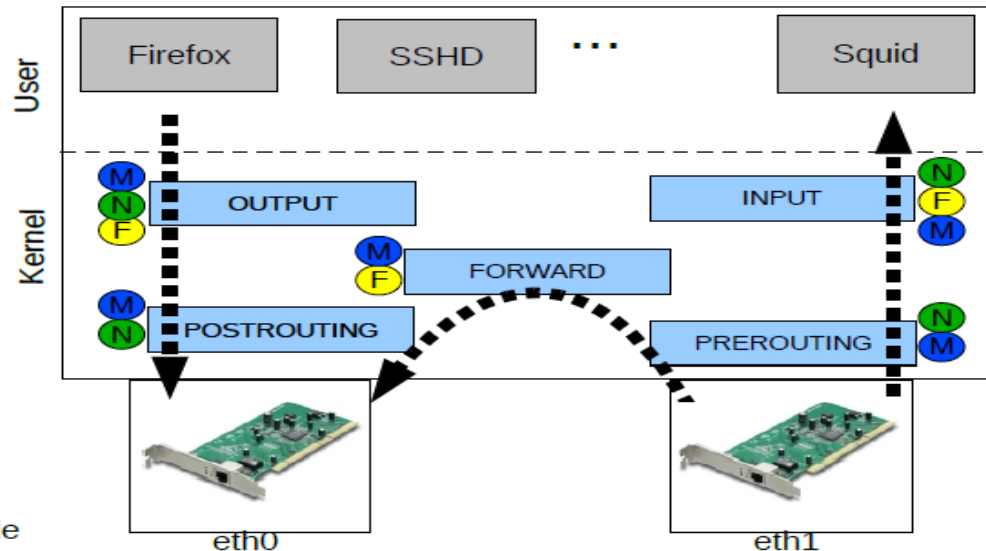 User
Firefox
SSHD
...
Squid
Kernel
M
N
F
OUTPUT
INPUT
N
F
M
M
F
FORWARD
M
N
POSTROUTING
PREROUTING
N
M
eth0
eth1